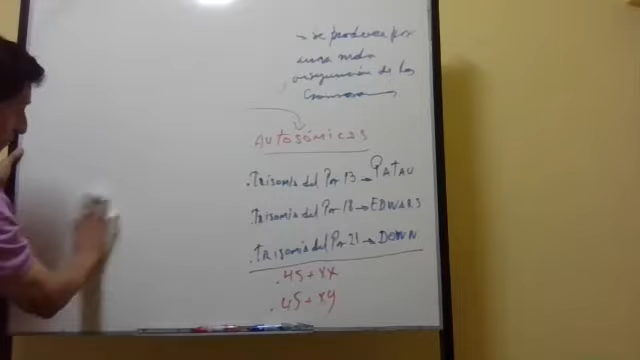 → se produce por
una mala
segregación de los
AUTOSÓMICOS
.TRisomía del Par 13 → PATAU
.TRisomía del Par 18 → EDWARS
.TRisomía del Par 21 → DOWN
. 45 + XX
. 45 + XY